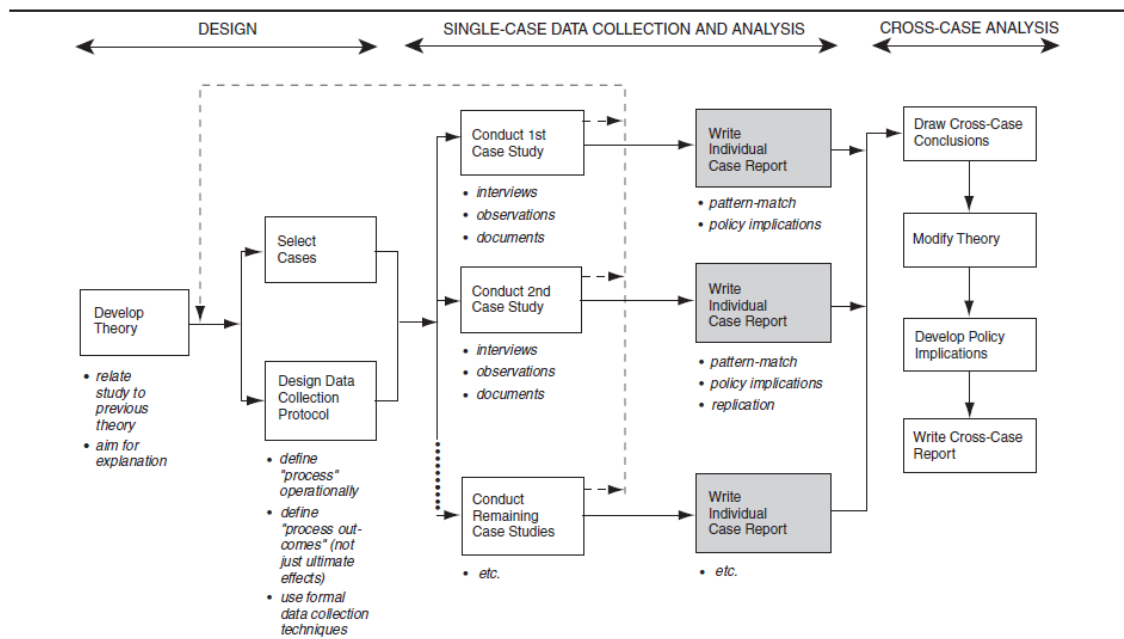 DESIGN
SINGLE-CASE DATA COLLECTION AND ANALYSIS
CROSS-CASE ANALYSIS
Develop
Theory
• relate
study to
previous
theory
• aim for
explanation
Select
Cases
Design Data
Collection
Protocol
• define
"process"
operationally
• define
"process out-
comes" (not
just ultimate
effects)
• use formal
data collection
techniques
Conduct 1st
Case Study
• interviews
• observations
• documents
Conduct 2nd
Case Study
• interviews
• observations
• documents
Conduct
Remaining
Case Studies
• etc.
Write
Individual
Case Report
• pattern-match
• policy implications
Write
Individual
Case Report
• pattern-match
• policy implications
• replication
Write
Individual
Case Report
• etc.
Draw Cross-Case
Conclusions
Modify Theory
Develop Policy
Implications
Write Cross-Case
Report